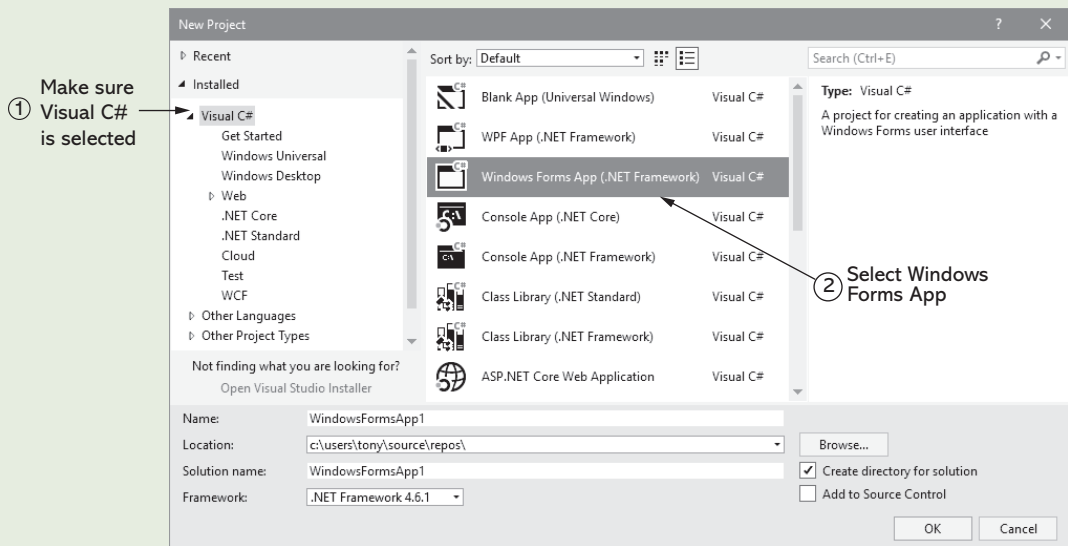 New Project
? ×
Recent
Installed
Visual C#
Get Started
Windows Universal
Windows Desktop
Web
.NET Core
.NET Standard
Cloud
Test
WCF
Other Languages
Other Project Types
Not finding what you are looking for?
Open Visual Studio Installer
1 Make sure
Visual C#
is selected
Sort by: Default
Blank App (Universal Windows) Visual C#
WPF App (.NET Framework) Visual C#
Windows Forms App (.NET Framework) Visual C#
Console App (.NET Core) Visual C#
Console App (.NET Framework) Visual C#
Class Library (.NET Standard) Visual C#
Class Library (.NET Framework) Visual C#
ASP.NET Core Web Application Visual C#
2 Select Windows
Forms App
Search (Ctrl+E)
Type: Visual C#
A project for creating an application with a
Windows Forms user interface
Name: WindowsFormsApp1
Location: c:\users\tony\source\repos\
Browse...
Solution name: WindowsFormsApp1
Create directory for solution
Framework: .NET Framework 4.6.1
Add to Source Control
OK Cancel